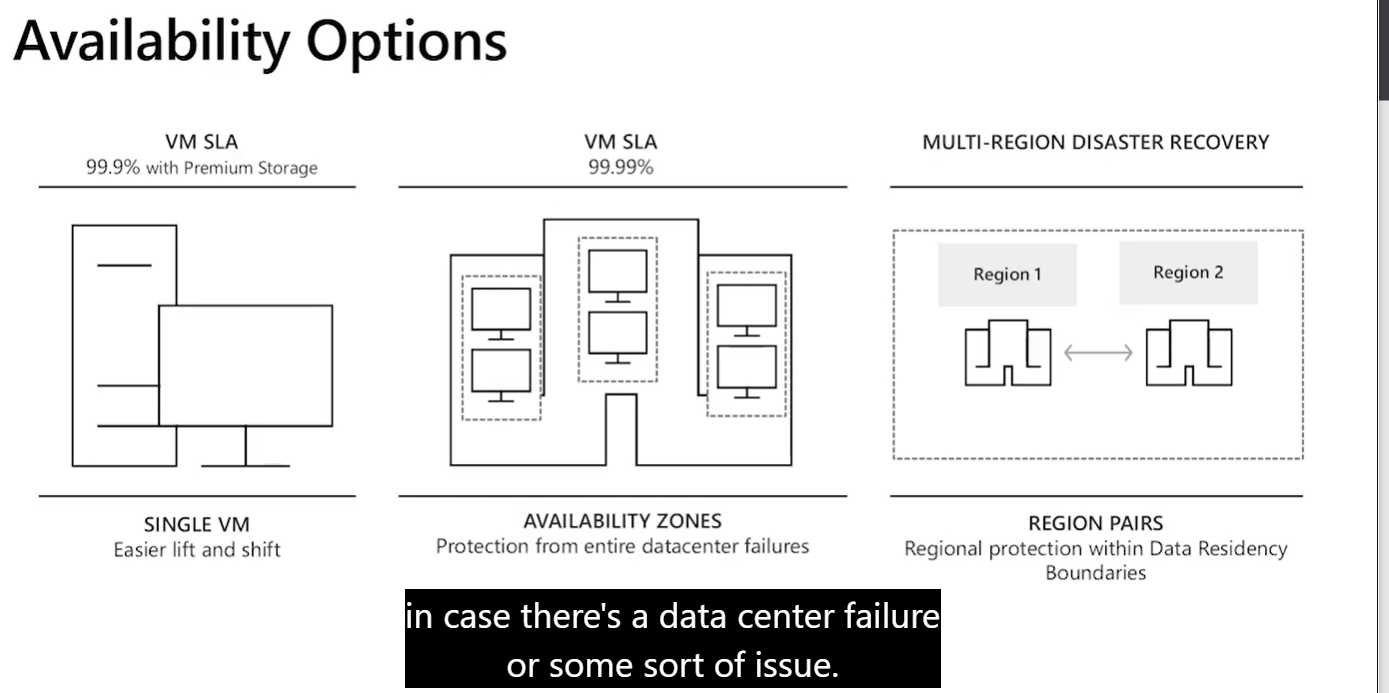 Availability Options
VM SLA
99.9% with Premium Storage
SINGLE VM
Easier lift and shift
VM SLA
99.99%
AVAILABILITY ZONES
Protection from entire datacenter failures
MULTI-REGION DISASTER RECOVERY
Region 1
Region 2
REGION PAIRS
Regional protection within Data Residency
Boundaries
in case there's a data center failure
or some sort of issue.